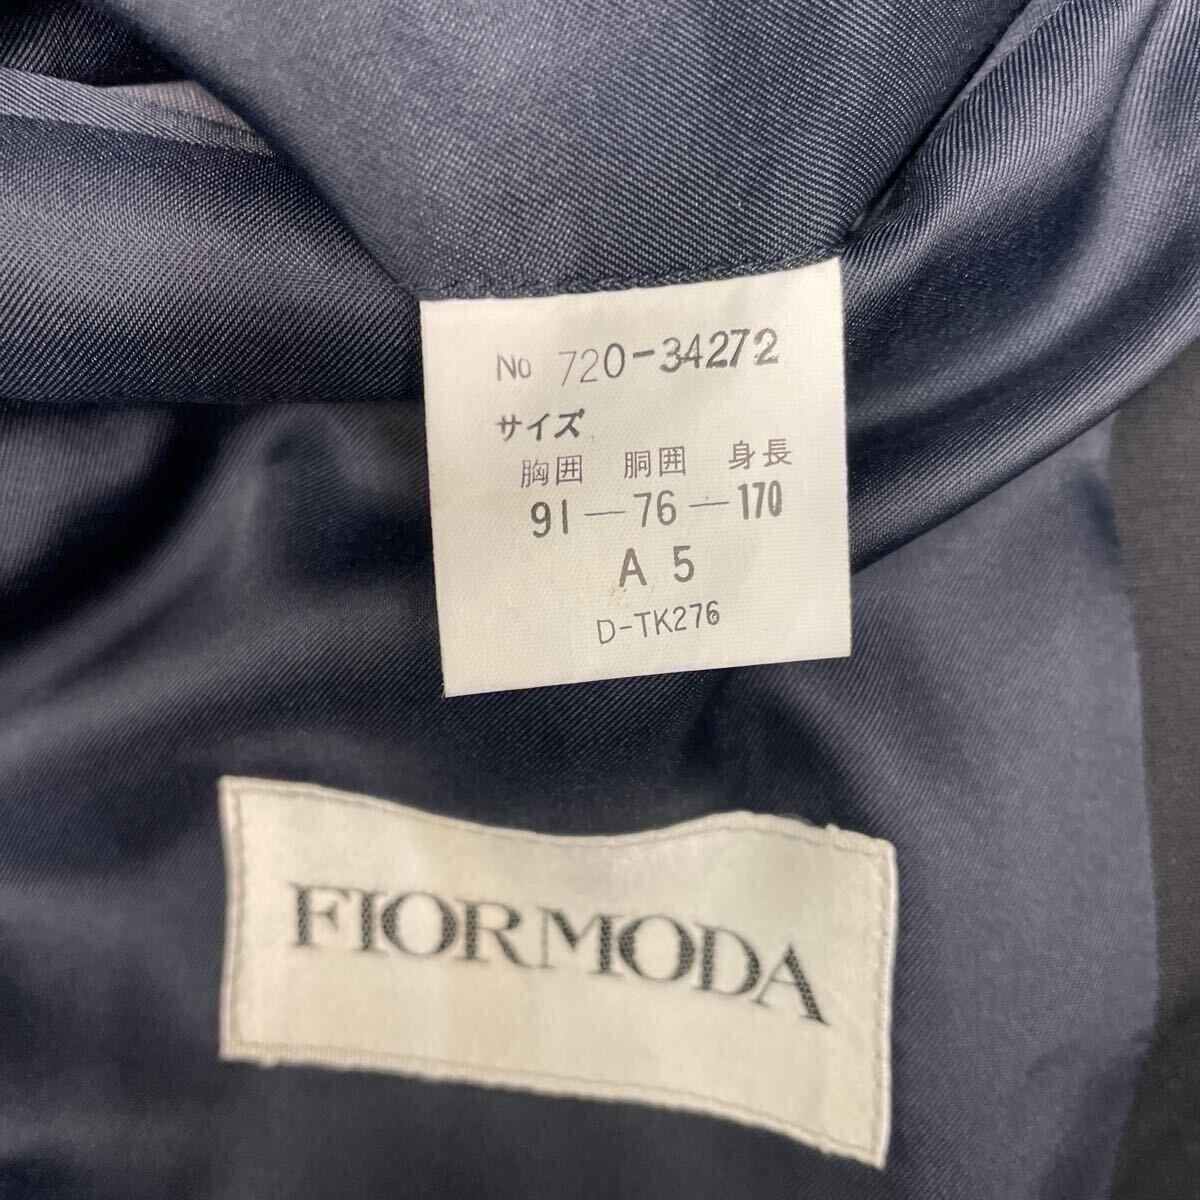 No 720-34272
サイズ
胸囲 胴囲 身長
91－76－170
A 5
D-TK276
FIORMODA